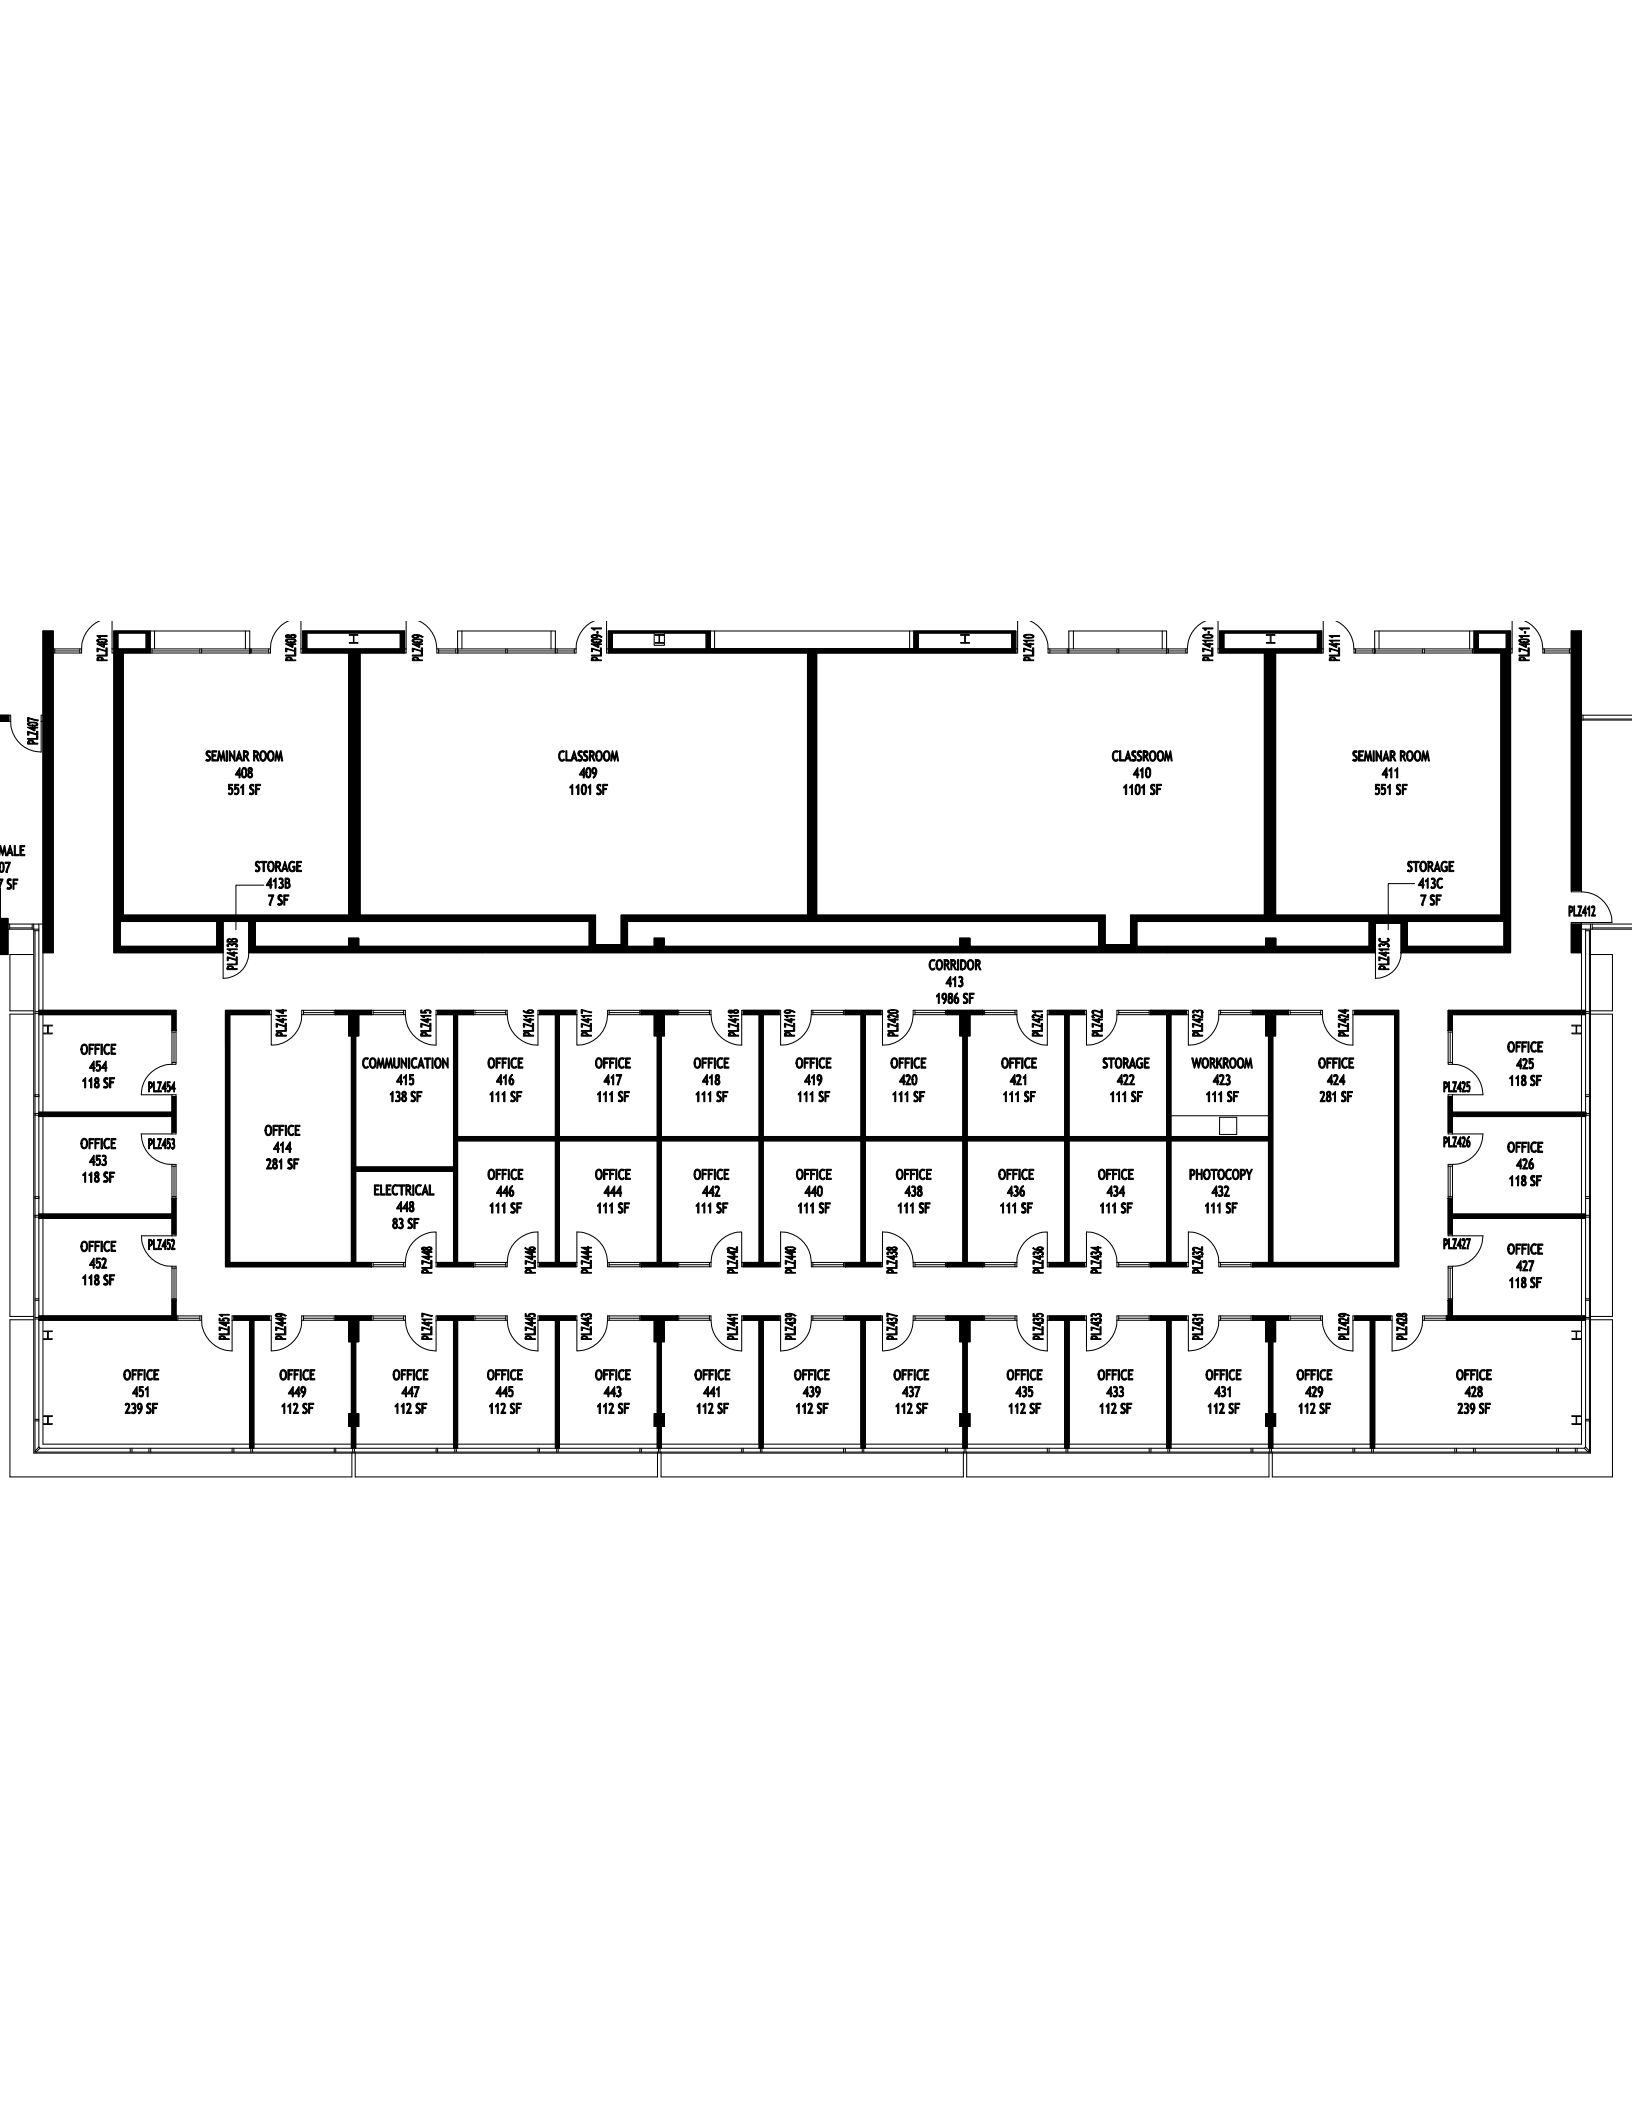 PLZ401
PLZ408
PLZ409
PLZ409-1
PLZ410
PLZ410-1
PLZ411
PLZ401-1
PLZ407
SEMINAR ROOM
408
551 SF
CLASSROOM
409
1101 SF
CLASSROOM
410
1101 SF
SEMINAR ROOM
411
551 SF
MALE
07
7 SF
STORAGE
413B
7 SF
STORAGE
413C
7 SF
PLZ412
PLZ413B
PLZ413C
CORRIDOR
413
1986 SF
PLZ414
PLZ415
PLZ416
PLZ417
PLZ418
PLZ419
PLZ420
PLZ421
PLZ422
PLZ423
PLZ424
OFFICE
454
118 SF
PLZ454
OFFICE
414
281 SF
COMMUNICATION
415
138 SF
OFFICE
416
111 SF
OFFICE
417
111 SF
OFFICE
418
111 SF
OFFICE
419
111 SF
OFFICE
420
111 SF
OFFICE
421
111 SF
STORAGE
422
111 SF
WORKROOM
423
111 SF
OFFICE
424
281 SF
OFFICE
425
118 SF
PLZ425
OFFICE
453
118 SF
PLZ453
PLZ426
OFFICE
426
118 SF
ELECTRICAL
448
83 SF
OFFICE
446
111 SF
OFFICE
444
111 SF
OFFICE
442
111 SF
OFFICE
440
111 SF
OFFICE
438
111 SF
OFFICE
436
111 SF
OFFICE
434
111 SF
PHOTOCOPY
432
111 SF
OFFICE
452
118 SF
PLZ452
PLZ448
PLZ446
PLZ444
PLZ442
PLZ440
PLZ438
PLZ436
PLZ434
PLZ432
PLZ427
OFFICE
427
118 SF
PLZ451
PLZ449
PLZ417
PLZ445
PLZ443
PLZ441
PLZ439
PLZ437
PLZ435
PLZ433
PLZ431
PLZ429
PLZ428
OFFICE
451
239 SF
OFFICE
449
112 SF
OFFICE
447
112 SF
OFFICE
445
112 SF
OFFICE
443
112 SF
OFFICE
441
112 SF
OFFICE
439
112 SF
OFFICE
437
112 SF
OFFICE
435
112 SF
OFFICE
433
112 SF
OFFICE
431
112 SF
OFFICE
429
112 SF
OFFICE
428
239 SF